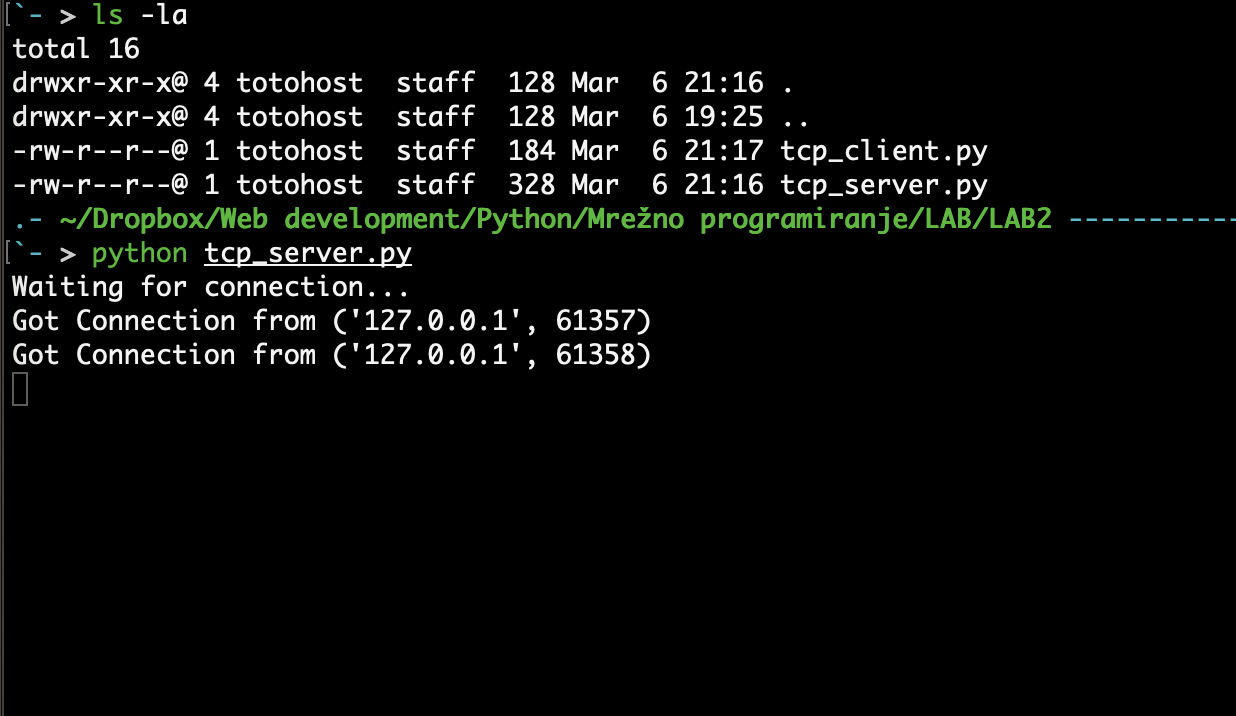 [`- > ls -la
total 16
drwxr-xr-x@ 4 totohost  staff  128 Mar  6 21:16 .
drwxr-xr-x@ 4 totohost  staff  128 Mar  6 19:25 ..
-rw-r--r--@ 1 totohost  staff  184 Mar  6 21:17 tcp_client.py
-rw-r--r--@ 1 totohost  staff  328 Mar  6 21:16 tcp_server.py
.- ~/Dropbox/Web development/Python/Mrežno programiranje/LAB/LAB2 -----------
[`- > python tcp_server.py
Waiting for connection...
Got Connection from ('127.0.0.1', 61357)
Got Connection from ('127.0.0.1', 61358)